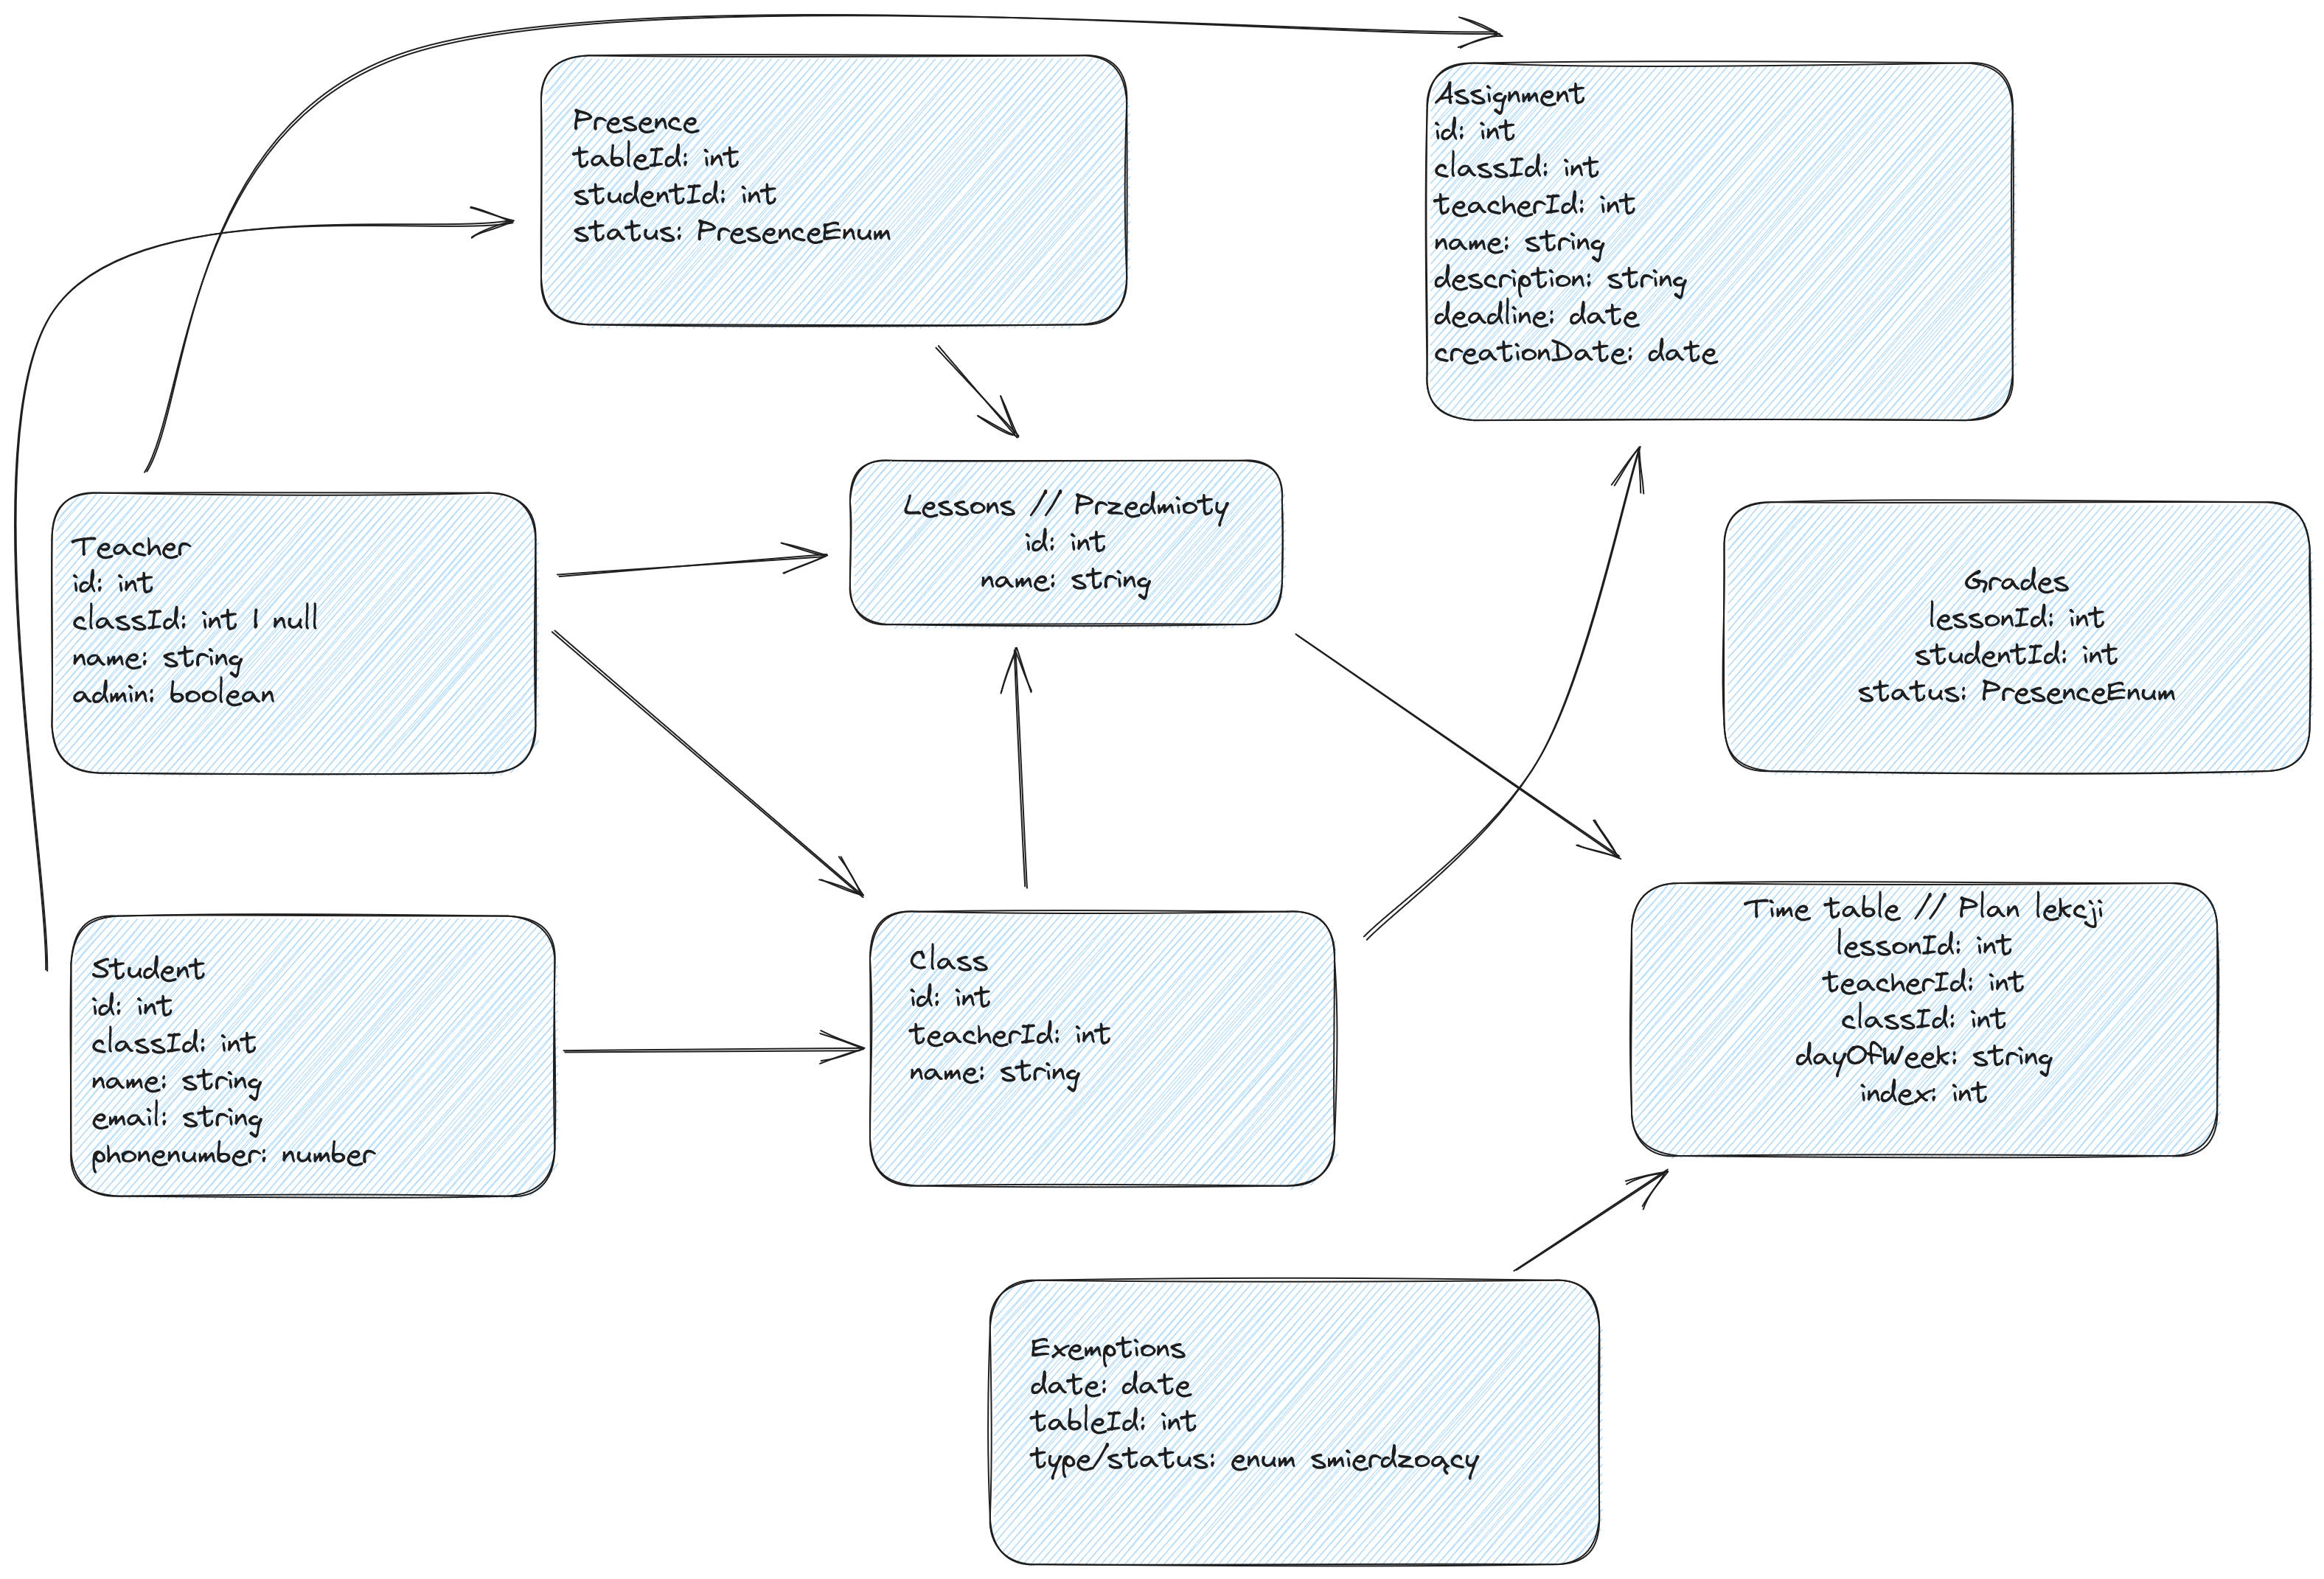 Presence
tableId: int
studentId: int
status: PresenceEnum
Assignment
id: int
classId: int
teacherId: int
name: string
description: string
deadline: date
creationDate: date
Teacher
id: int
classId: int | null
name: string
admin: boolean
Lessons // Przedmioty
id: int
name: string
Grades
lessonId: int
studentId: int
status: PresenceEnum
Student
id: int
classId: int
name: string
email: string
phonenumber: number
Class
id: int
teacherId: int
name: string
Time table // Plan lekcji
lessonId: int
teacherId: int
classId: int
dayOfWeek: string
index: int
Exemptions
date: date
tableId: int
type/status: enum smierdzoący